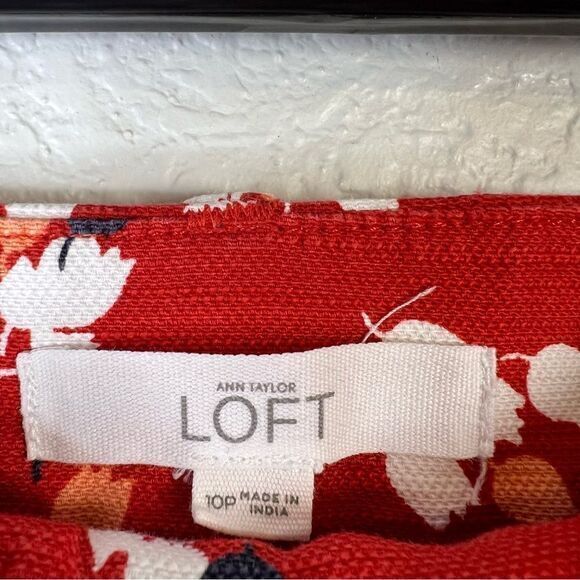 ANN TAYLOR
LOFT
10P MADE IN
INDIA